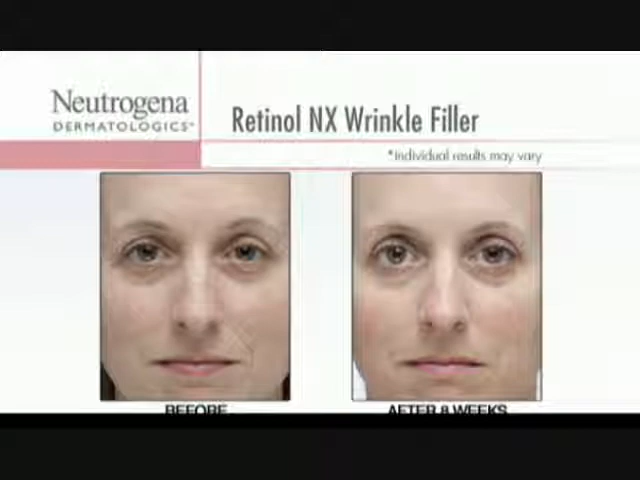 Neutrogena
DERMATOLOGICS
Retinol NX Wrinkle Filler
*Individual results may vary
BEFORE
AFTER 8 WEEKS